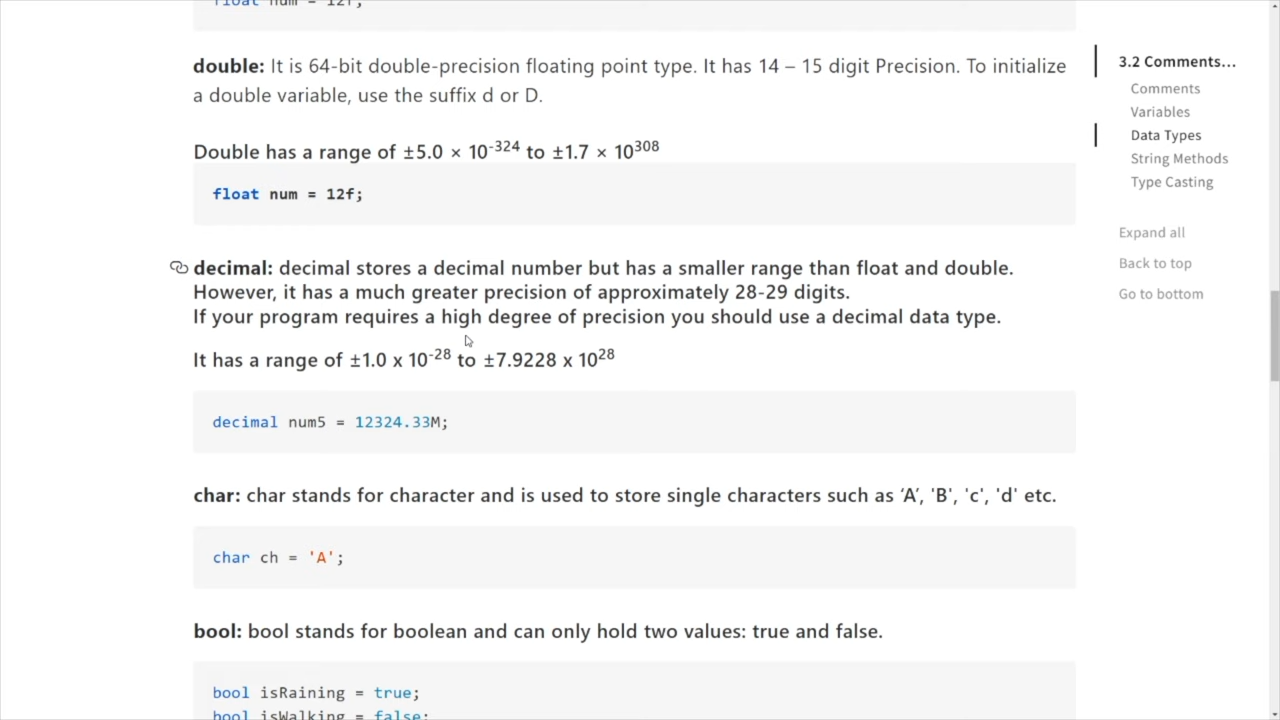 float num = 12f;
double: It is 64-bit double-precision floating point type. It has 14 – 15 digit Precision. To initialize
a double variable, use the suffix d or D.
Double has a range of ±5.0 × 10-324 to ±1.7 × 10308
float num = 12f;
decimal: decimal stores a decimal number but has a smaller range than float and double.
However, it has a much greater precision of approximately 28-29 digits.
If your program requires a high degree of precision you should use a decimal data type.
It has a range of ±1.0 x 10-28 to ±7.9228 x 1028
decimal num5 = 12324.33M;
char: char stands for character and is used to store single characters such as ‘A’, 'B', 'c', 'd' etc.
char ch = 'A';
bool: bool stands for boolean and can only hold two values: true and false.
bool isRaining = true;
bool isWalking = false;
3.2 Comments...
Comments
Variables
Data Types
String Methods
Type Casting
Expand all
Back to top
Go to bottom